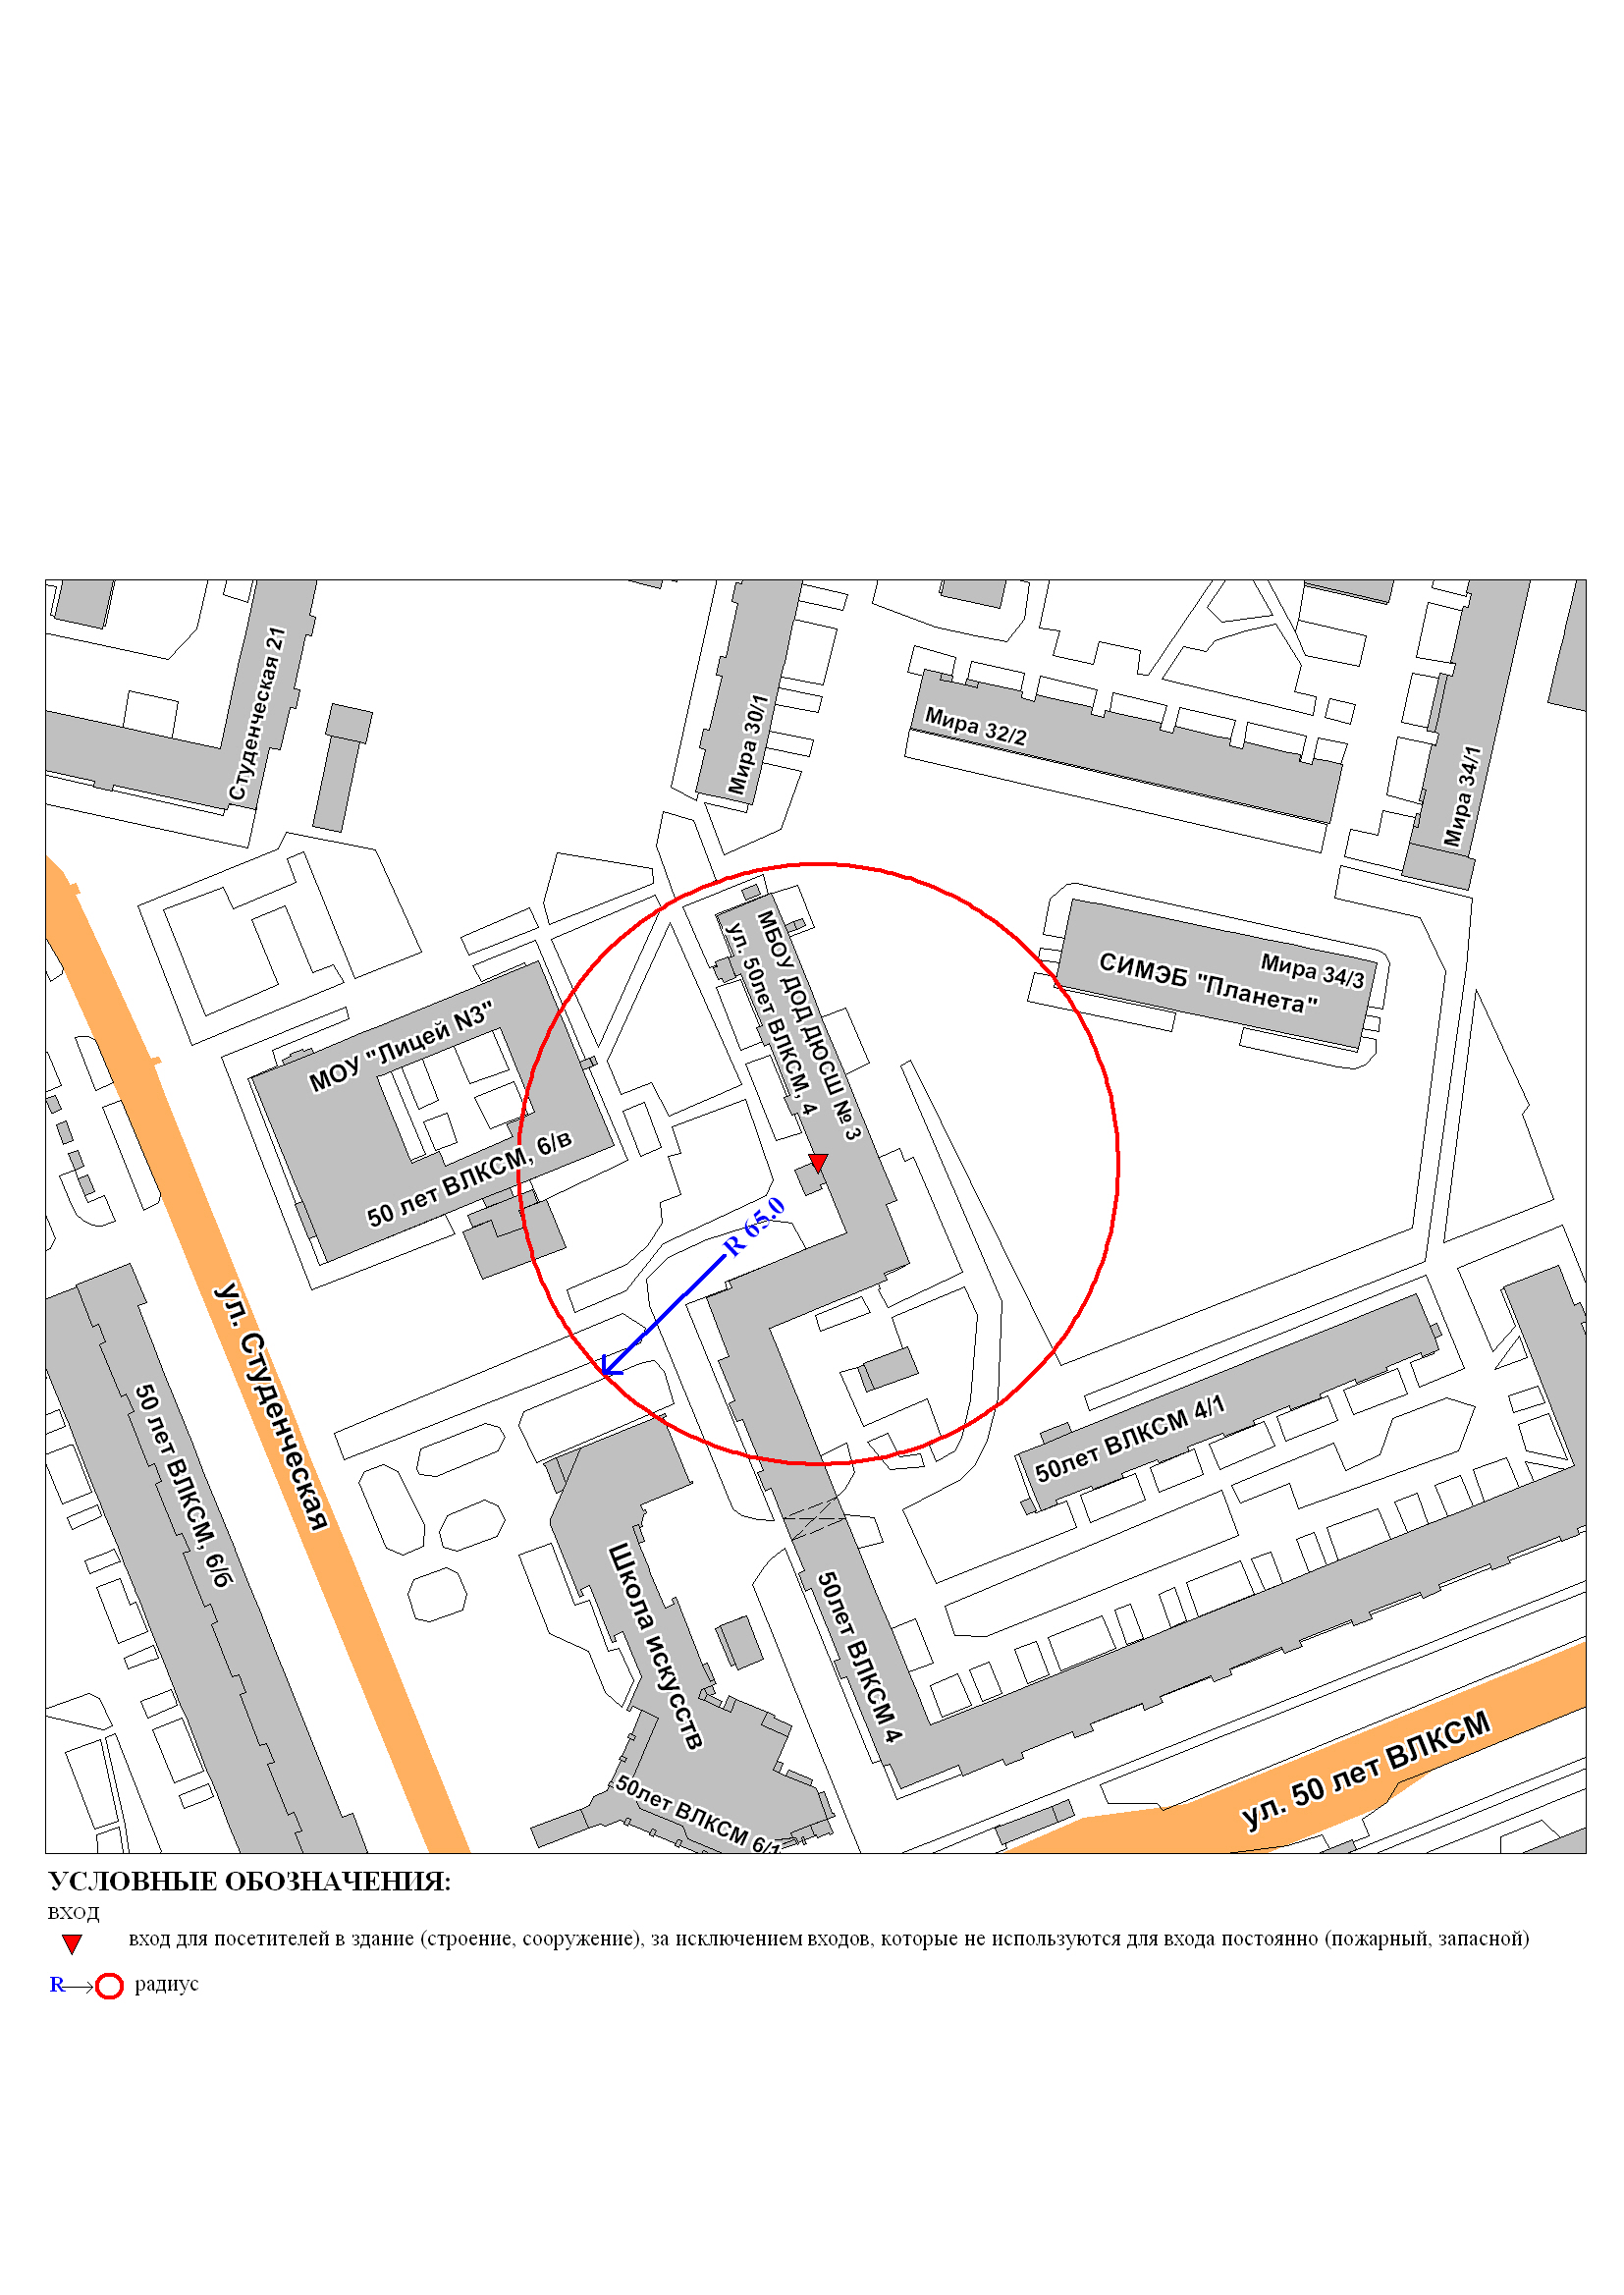 Студенческая 21
Мира 30/1
Мира 32/2
Мира 34/1
МБОУ ДОД ДЮСШ № 3
ул. 50лет ВЛКСМ, 4
Мира 34/3
СИМЭБ "Планета"
МОУ "Лицей N3"
50 лет ВЛКСМ, 6/в
R 65.0
ул. Студенческая
50 лет ВЛКСМ, 6/б
50лет ВЛКСМ 4/1
Школа искусств
50лет ВЛКСМ 4
50лет ВЛКСМ 6/1
ул. 50 лет ВЛКСМ
УСЛОВНЫЕ ОБОЗНАЧЕНИЯ:
ВХОД
вход для посетителей в здание (строение, сооружение), за исключением входов, которые не используются для входа постоянно (пожарный, запасной)
R радиус